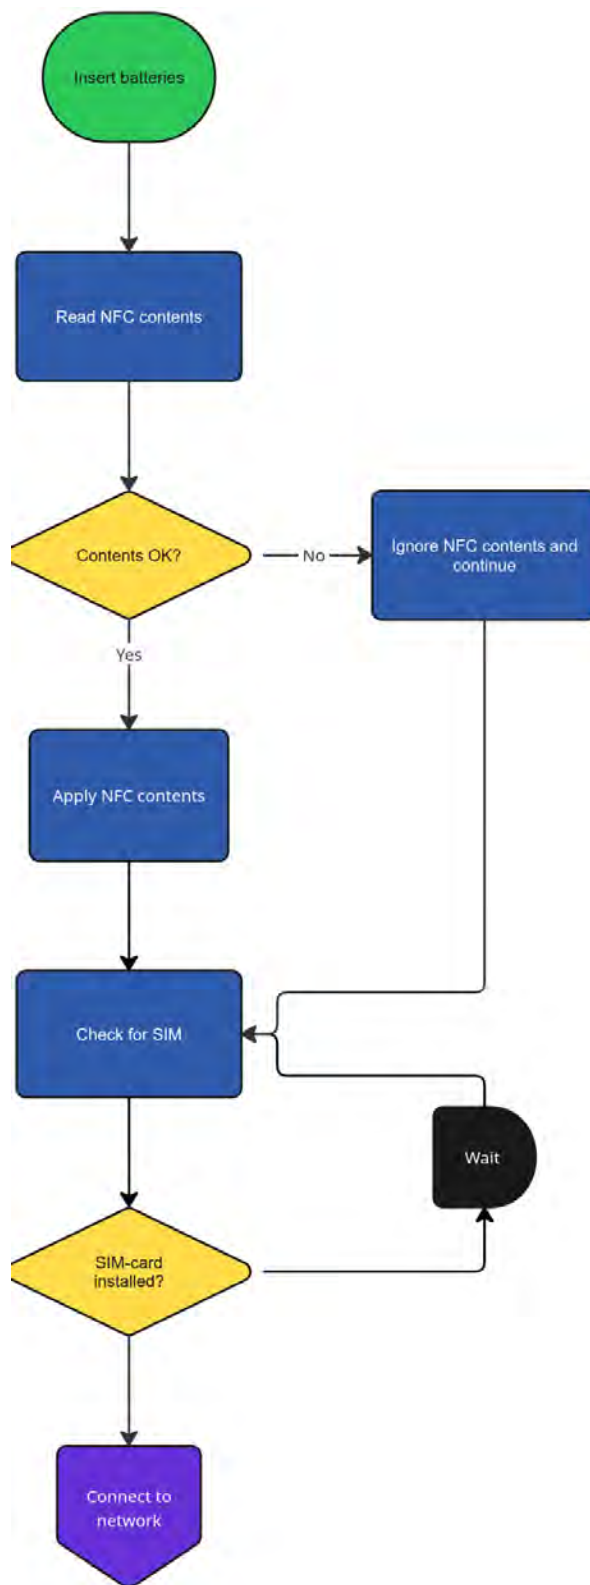 Insert batteries
Read NFC contents
Contents OK?
No
Ignore NFC contents and
continue
Yes
Apply NFC contents
Check for SIM
Wait
SIM-card
installed?
Connect to
network